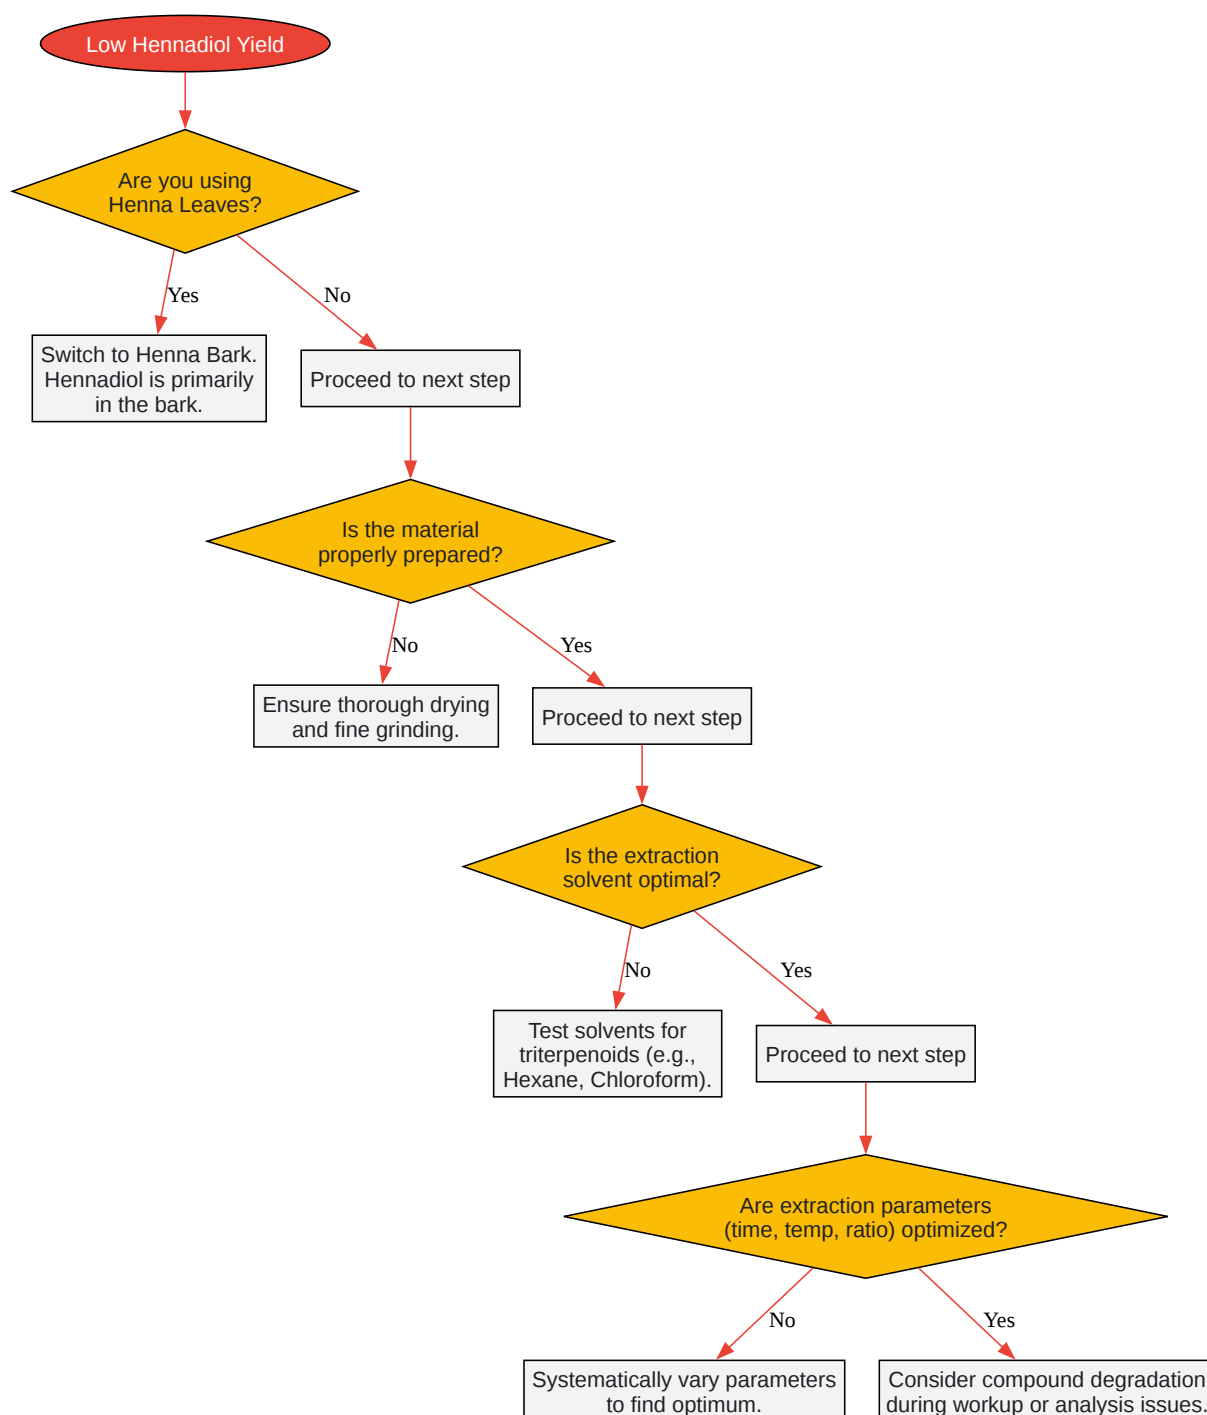 Low Hennadiol Yield
Are you using
Henna Leaves?
Yes
No
Switch to Henna Bark.
Hennadiol is primarily
in the bark.
Proceed to next step
Is the material
properly prepared?
No
Yes
Ensure thorough drying
and fine grinding.
Proceed to next step
Is the extraction
solvent optimal?
No
Yes
Test solvents for
triterpenoids (e.g.,
Hexane, Chloroform).
Proceed to next step
Are extraction parameters
(time, temp, ratio) optimized?
No
Yes
Systematically vary parameters
to find optimum.
Consider compound degradation
during workup or analysis issues.